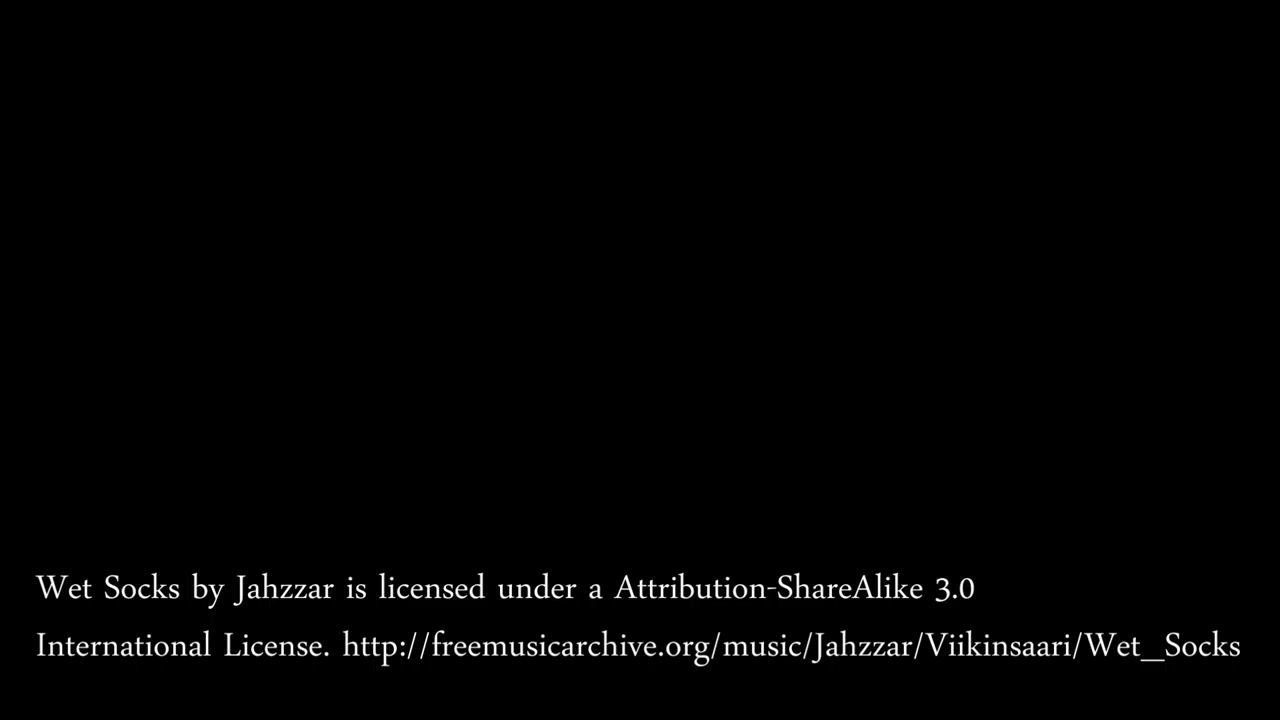 Wet Socks by Jahzzar is licensed under a Attribution-ShareAlike 3.0
International License. http://freemusicarchive.org/music/Jahzzar/Viikinsaari/Wet_Socks